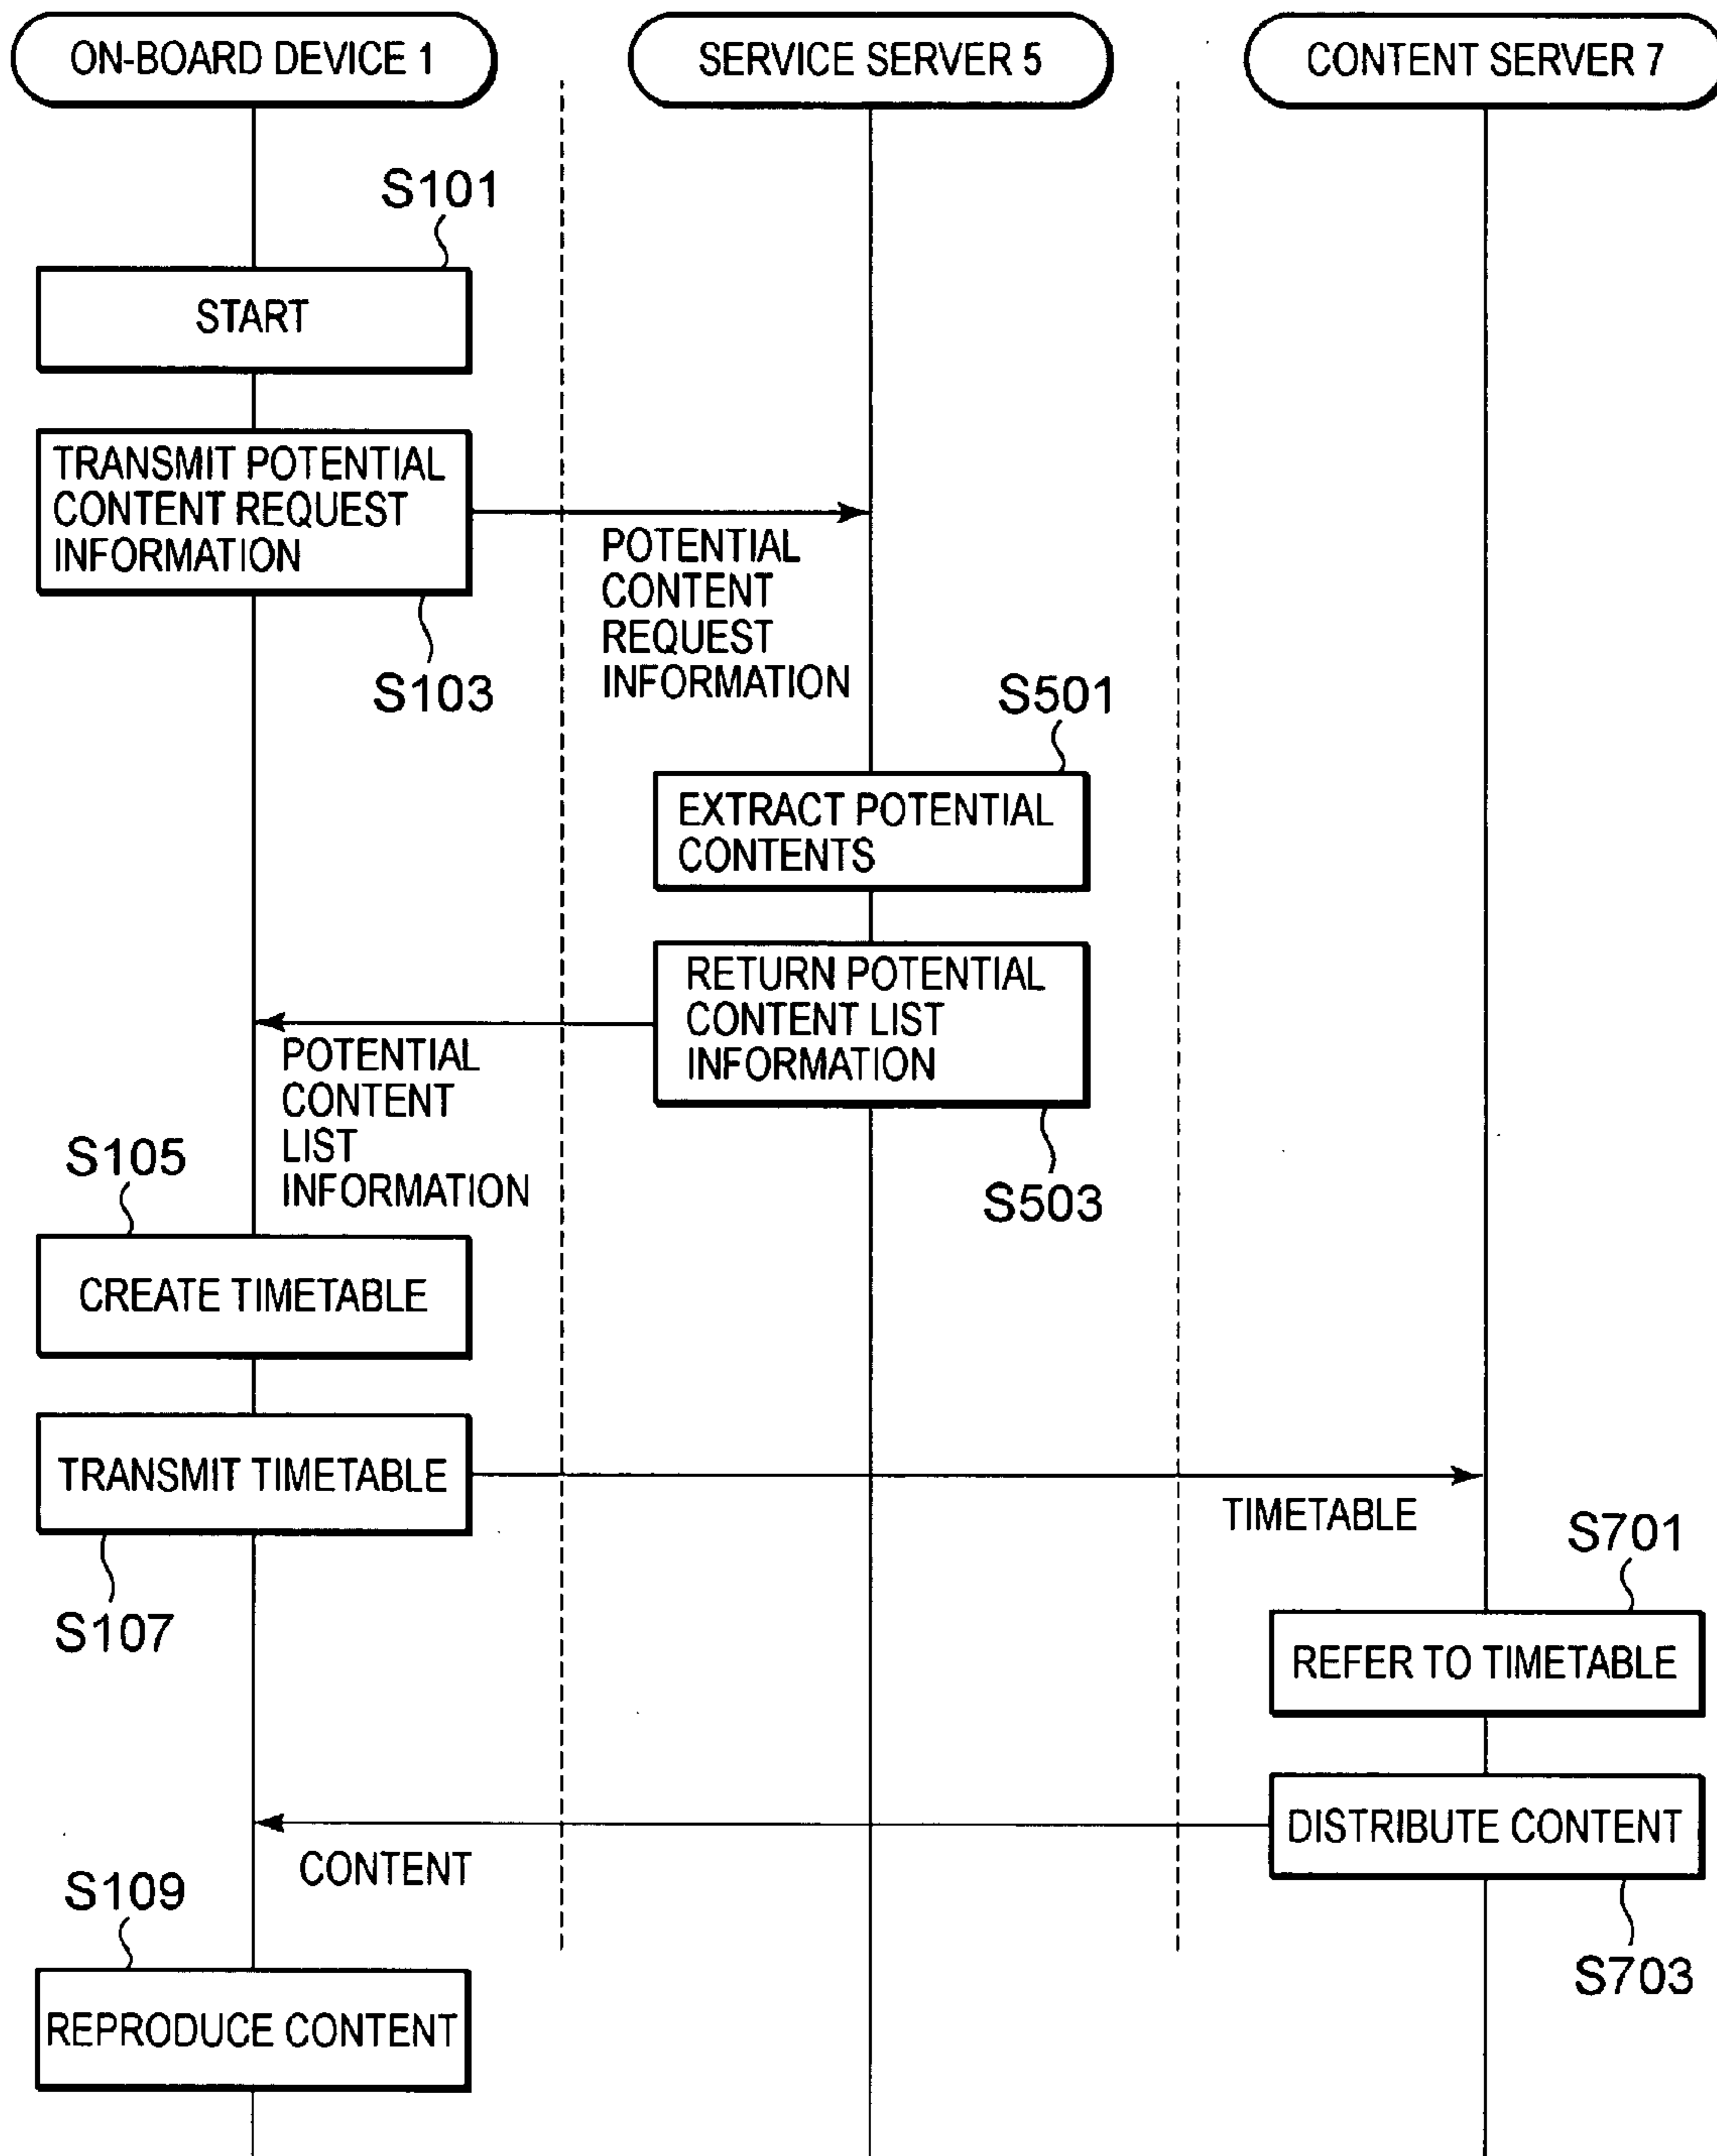 ON-BOARD DEVICE 1
SERVICE SERVER 5
CONTENT SERVER 7
S101
START
TRANSMIT POTENTIAL
CONTENT REQUEST
INFORMATION
S103
POTENTIAL
CONTENT
REQUEST
INFORMATION
S501
EXTRACT POTENTIAL
CONTENTS
RETURN POTENTIAL
CONTENT LIST
INFORMATION
S503
POTENTIAL
CONTENT
LIST
INFORMATION
S105
CREATE TIMETABLE
TRANSMIT TIMETABLE
S107
TIMETABLE
S701
REFER TO TIMETABLE
DISTRIBUTE CONTENT
S703
CONTENT
S109
REPRODUCE CONTENT